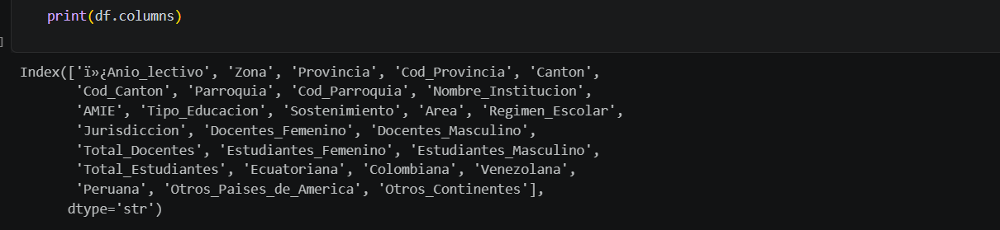 print(df.columns)
]
Index(['ï»¿Anio_lectivo', 'Zona', 'Provincia', 'Cod_Provincia', 'Canton',
'Cod_Canton', 'Parroquia', 'Cod_Parroquia', 'Nombre_Institucion',
'AMIE', 'Tipo_Educacion', 'Sostenimiento', 'Area', 'Regimen_Escolar',
'Jurisdiccion', 'Docentes_Femenino', 'Docentes_Masculino',
'Total_Docentes', 'Estudiantes_Femenino', 'Estudiantes_Masculino',
'Total_Estudiantes', 'Ecuatoriana', 'Colombiana', 'Venezolana',
'Peruana', 'Otros_Paises_de_America', 'Otros_Continentes'],
dtype='str')